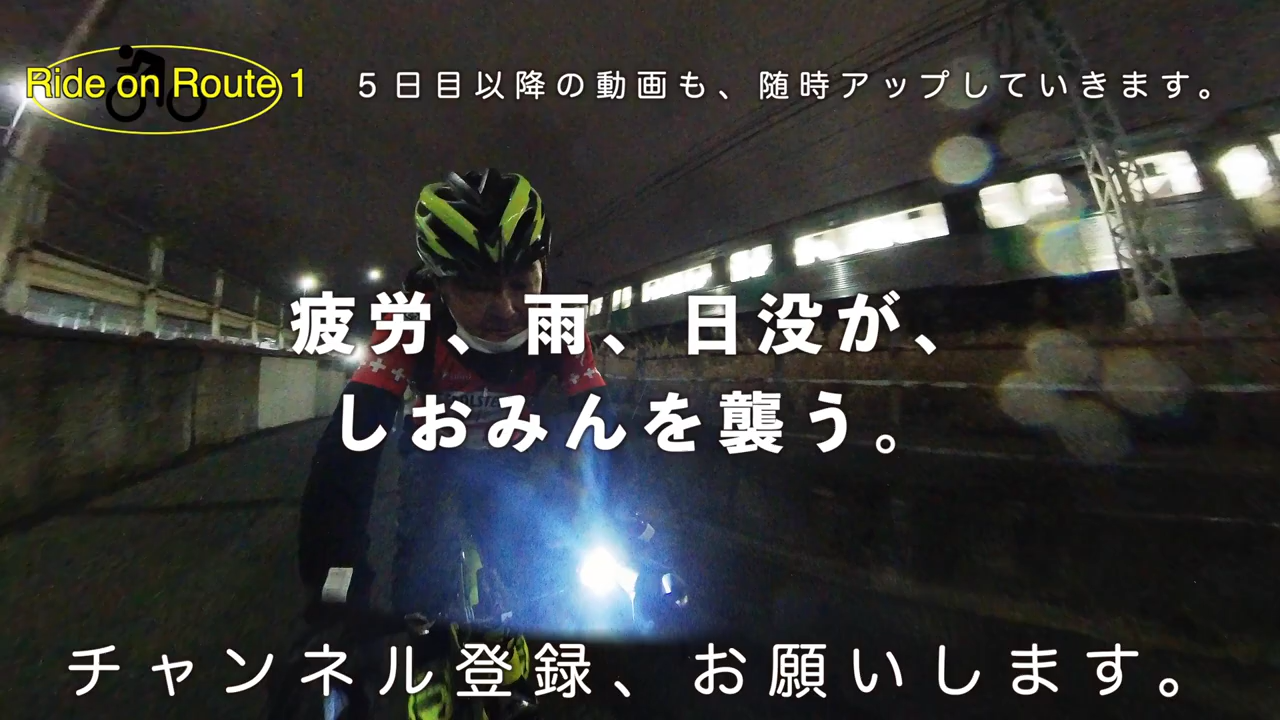 Ride on Route 1
５日目以降の動画も、随時アップしていきます。
疲労、雨、日没が、
しおみんを襲う。
チャンネル登録、お願いします。